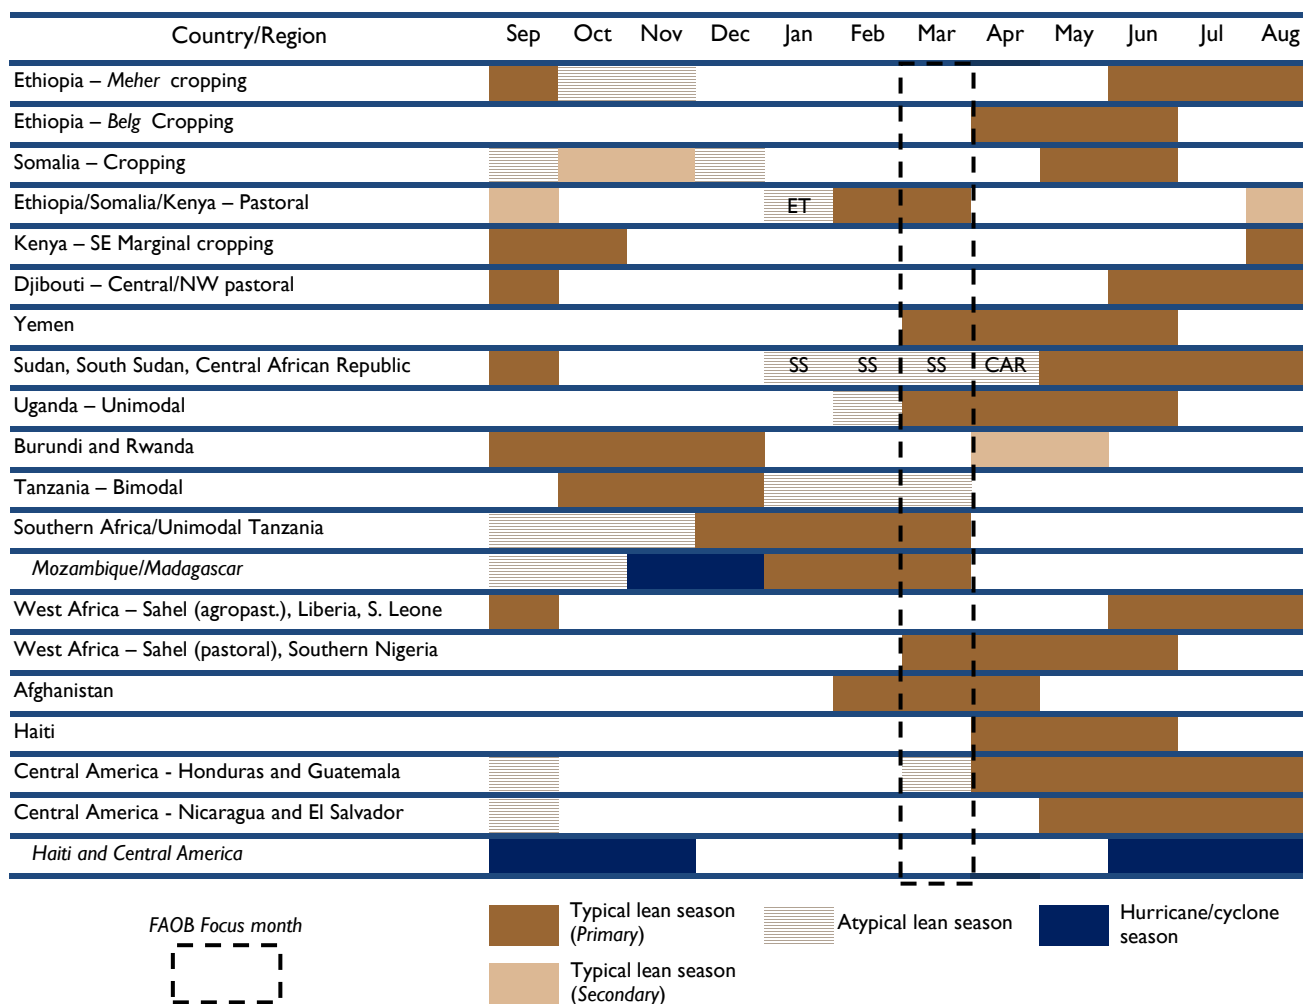 Country/Region Sep Oct Nov Dec Jan Feb Mar Apr May Jun Jul Aug
Ethiopia – Meher cropping
Ethiopia – Belg Cropping
Somalia – Cropping
Ethiopia/Somalia/Kenya – Pastoral ET
Kenya – SE Marginal cropping
Djibouti – Central/NW pastoral
Yemen
Sudan, South Sudan, Central African Republic SS SS SS CAR
Uganda – Unimodal
Burundi and Rwanda
Tanzania – Bimodal
Southern Africa/Unimodal Tanzania
Mozambique/Madagascar
West Africa – Sahel (agropast.), Liberia, S. Leone
West Africa – Sahel (pastoral), Southern Nigeria
Afghanistan
Haiti
Central America - Honduras and Guatemala
Central America - Nicaragua and El Salvador
Haiti and Central America
FAOB Focus month
Typical lean season
(Primary)
Atypical lean season
Hurricane/cyclone
season
Typical lean season
(Secondary)